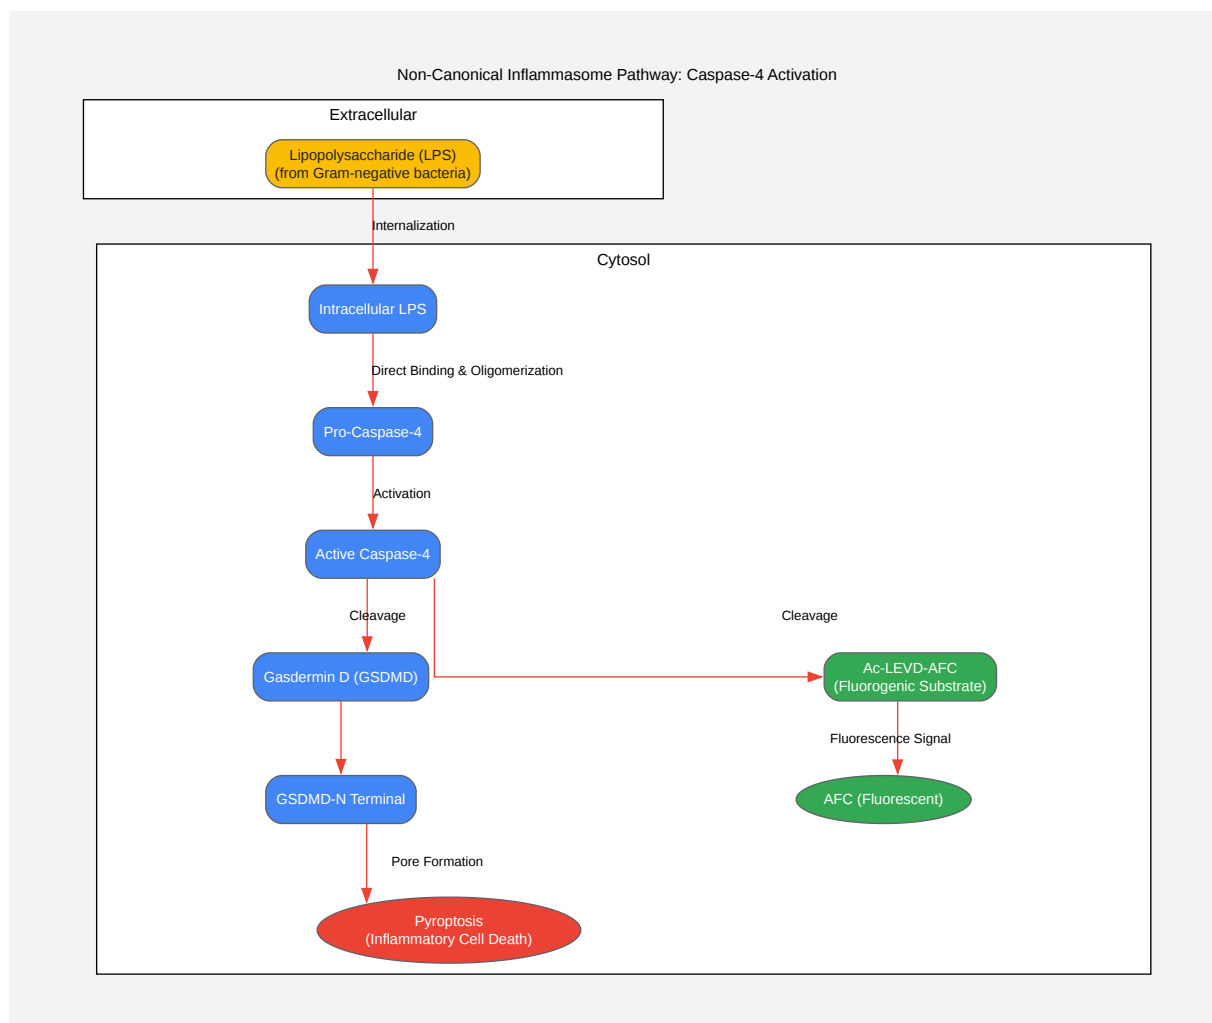 Non-Canonical Inflammasome Pathway: Caspase-4 Activation
Extracellular
Lipopolysaccharide (LPS)
(from Gram-negative bacteria)
Internalization
Cytosol
Intracellular LPS
Direct Binding & Oligomerization
Pro-Caspase-4
Activation
Active Caspase-4
Cleavage
Cleavage
Gasdermin D (GSDMD)
Ac-LEVD-AFC
(Fluorogenic Substrate)
Fluorescence Signal
GSDMD-N Terminal
AFC (Fluorescent)
Pore Formation
Pyroptosis
(Inflammatory Cell Death)